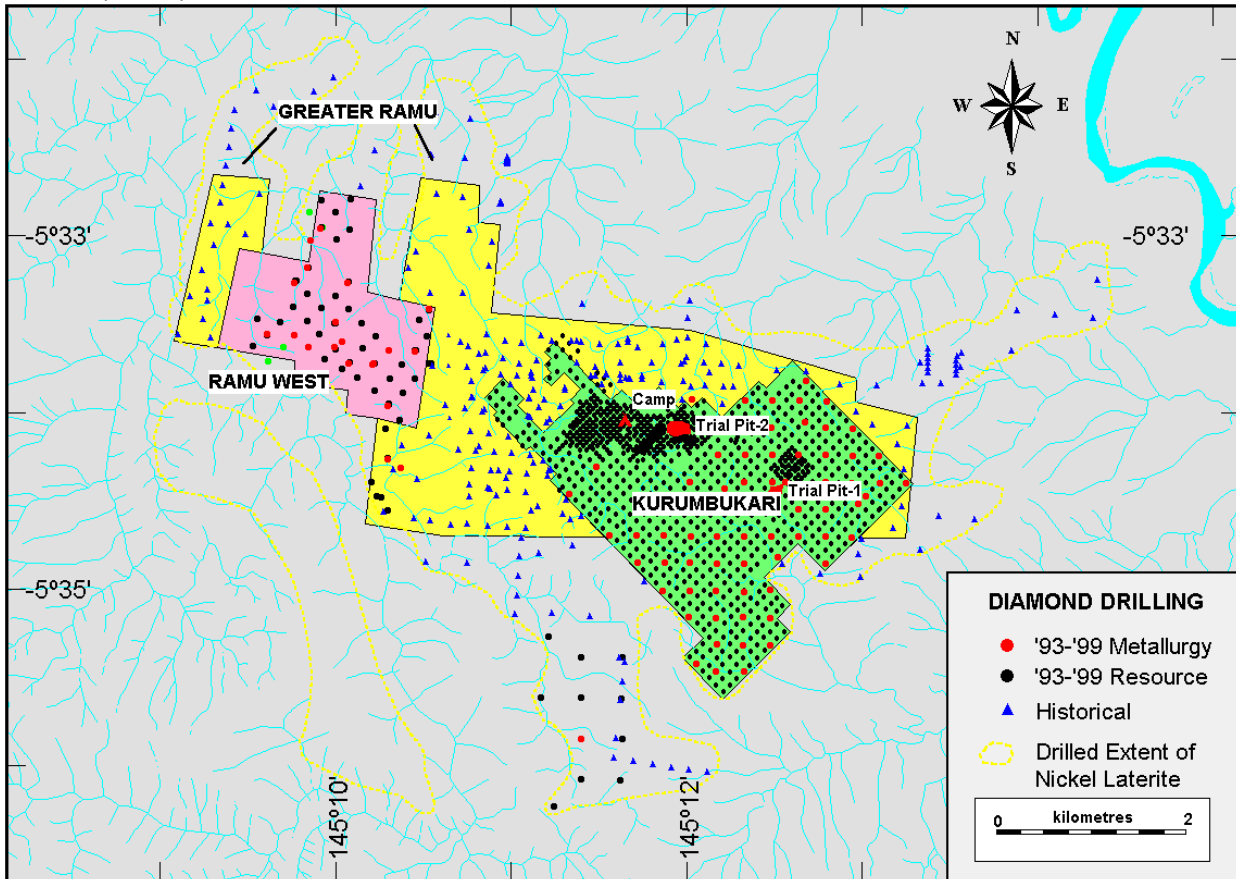 N
W E
S
GREATER RAMU
-5º33' -5º33'
RAMU WEST
Camp
Trial Pit-2
Trial Pit-1
KURUMBUKARI
-5º35'
145º10'
145º12'
DIAMOND DRILLING
'93-'99 Metallurgy
'93-'99 Resource
Historical
Drilled Extent of
Nickel Laterite
0 kilometres 2